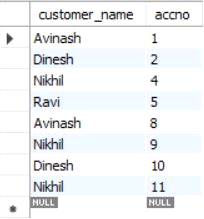 customer_name accno
Avinash 1
Dinesh 2
Nikhil 4
Ravi 5
Avinash 8
Nikhil 9
Dinesh 10
Nikhil 11
NULL NULL